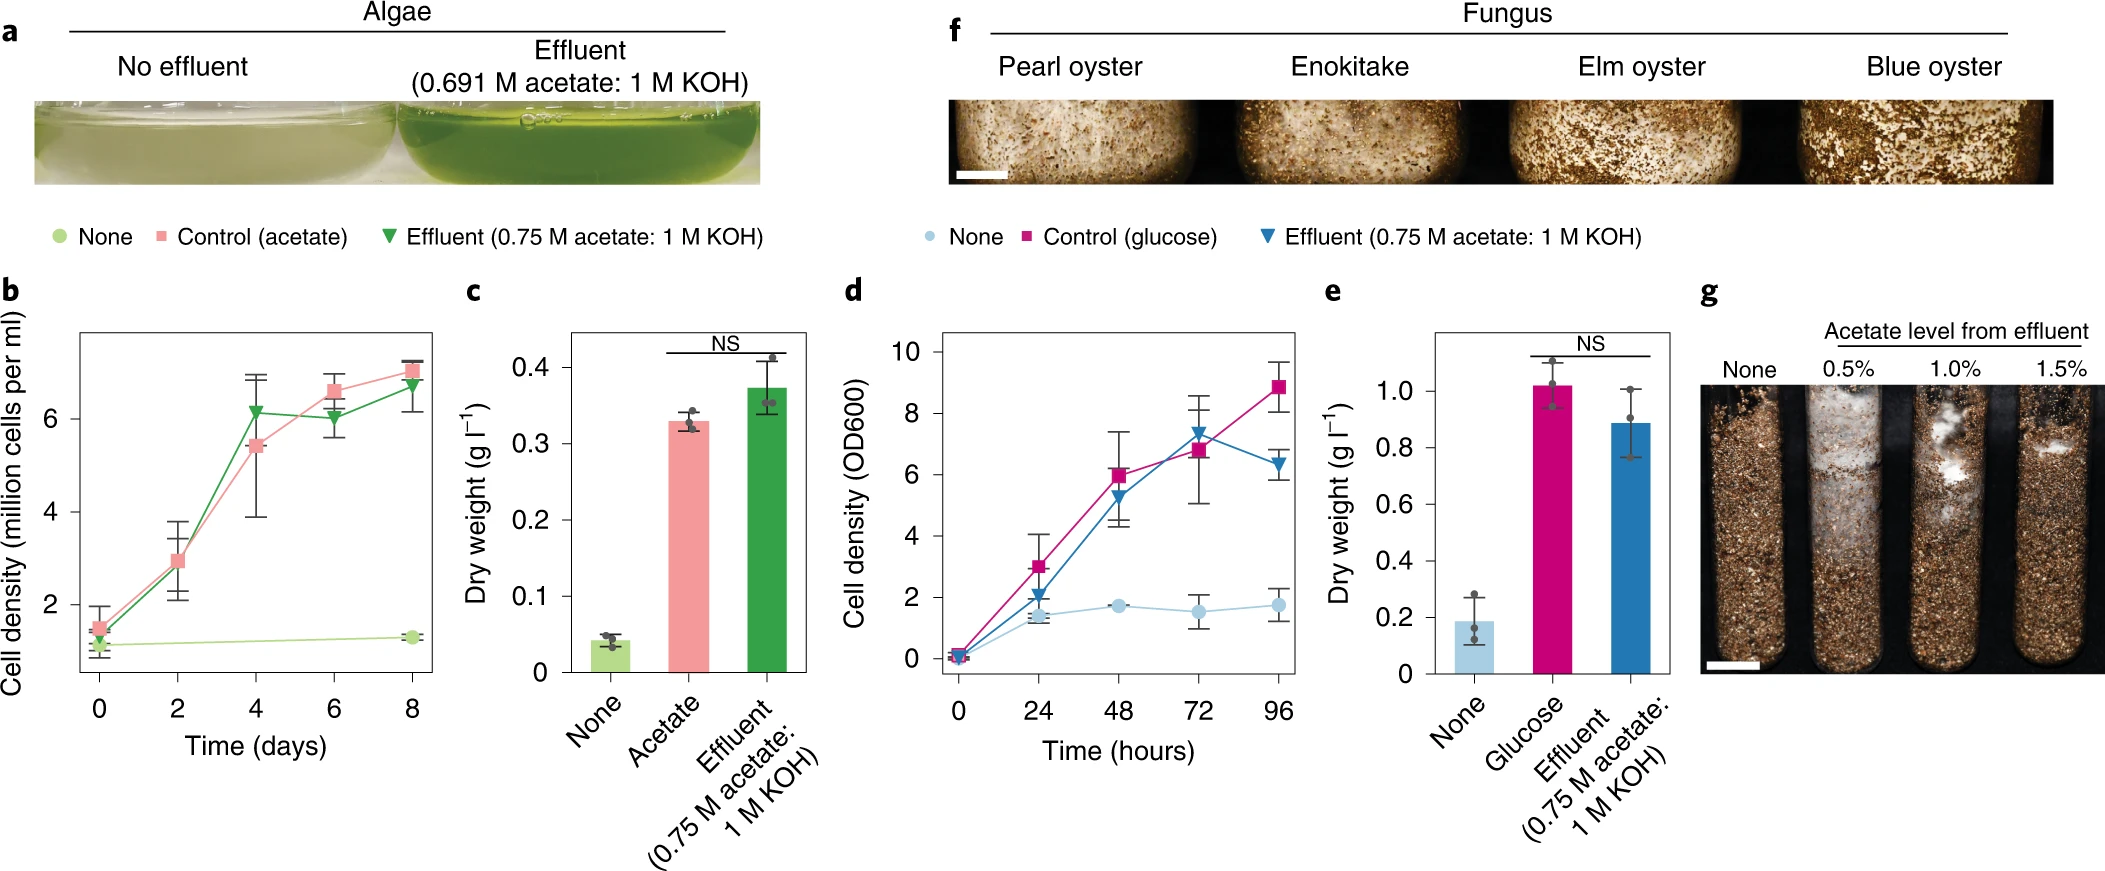 a
Algae
No effluent
Effluent
(0.691 M acetate: 1 M KOH)
None
Control (acetate)
Effluent (0.75 M acetate: 1 M KOH)
b
Cell density (million cells per ml)
6
4
2
0
2
4
6
8
Time (days)
c
Dry weight (g l⁻¹)
0.4
0.3
0.2
0.1
0
NS
None
Acetate
Effluent
(0.75 M acetate:
1 M KOH)
f
Fungus
Pearl oyster
Enokitake
Elm oyster
Blue oyster
None
Control (glucose)
Effluent (0.75 M acetate: 1 M KOH)
d
Cell density (OD600)
10
8
6
4
2
0
0
24
48
72
96
Time (hours)
e
Dry weight (g l⁻¹)
1.0
0.8
0.6
0.4
0.2
0
NS
None
Glucose
Effluent
(0.75 M acetate:
1 M KOH)
g
Acetate level from effluent
None
0.5%
1.0%
1.5%